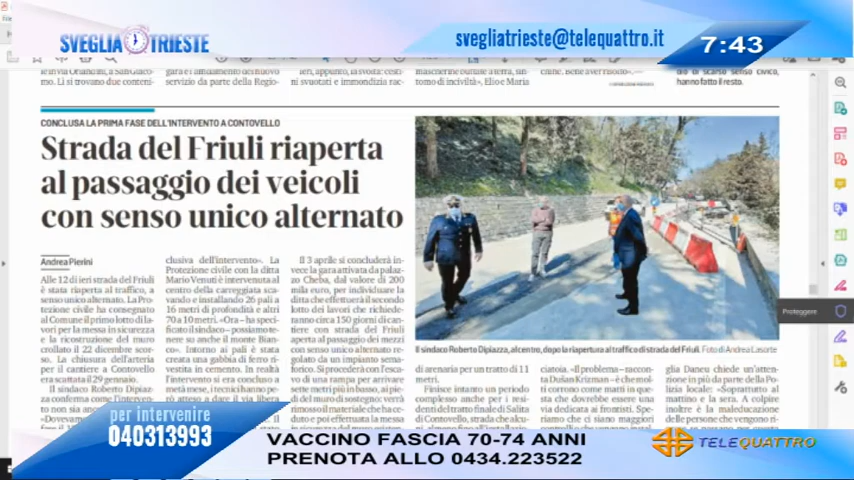 SVEGLIA TRIESTE
svegliatrieste@telequattro.it
7:43
CONCLUSA LA PRIMA FASE DELL'INTERVENTO A CONTOVELLO
Strada del Friuli riaperta
al passaggio dei veicoli
con senso unico alternato
Andrea Pierini
Alle 12 di ieri strada del Friuli
è stata riaperta al traffico, a
senso unico alternato. La Pro-
tezione civile ha consegnato
al Comune il primo lotto di la-
vori per la messa in sicurezza
e la ricostruzione del muro
crollato il 22 dicembre scor-
so. La chiusura dell'arteria
per il cantiere a Contovello
era scattata il 29 gennaio.
Il sindaco Roberto Dipiaz-
za conferma come l'interven-
to non sia anco
clusiva dell'intervento». La
Protezione civile con la ditta
Mario Venuti è intervenuta al
centro della carreggiata sca-
vando e installando 26 pali a
16 metri di profondità e altri
70 a 10 metri. «Ora – ha speci-
ficato il sindaco – possiamo te-
nere su anche il monte Bian-
co». Intorno ai pali è stata
creata una gabbia di ferro ri-
vestita in cemento. In realtà
l'intervento si era concluso a
metà mese, i tecnici hanno pe-
rò atteso a dare il via libera
Il 3 aprile si concluderà in-
vece la gara attivata da palaz-
zo Cheba, dal valore di 200
mila euro, per individuare la
ditta che effettuerà il secondo
lotto dei lavori che richiede-
ranno circa 150 giorni di can-
tiere con strada del Friuli
aperta al passaggio dei mezzi
con senso unico alternato re-
golato da un impianto sema-
forico. Si procederà con l'esca-
vo di una rampa per arrivare
sette metri più in basso, ai pie-
di del muro di sostegno: verrà
rimosso il materiale che ha ce-
duto e poi effettuata la messa
Il sindaco Roberto Dipiazza, al centro, dopo la riapertura al traffico di strada del Friuli. Foto di Andrea Lasorte
di arenaria per un tratto di 11
metri.
Finisce intanto un periodo
complesso anche per i resi-
denti del tratto finale di Salita
di Contovello, strada che alcu-
ciatoia. «Il problema – raccon-
ta Dušan Križman – è che mol-
ti corrono come matti in que-
sta che dovrebbe essere una
via dedicata ai frontisti. Spe-
riamo che ci siano maggiori
glia Daneu chiede un'atten-
zione in più da parte della Po-
lizia locale: «Soprattutto al
mattino e la sera. A colpire
inoltre è la maleducazione
delle persone che vengono ri-
Proteggere
per intervenire
040313993
VACCINO FASCIA 70-74 ANNI
PRENOTA ALLO 0434.223522
TELEQUATTRO